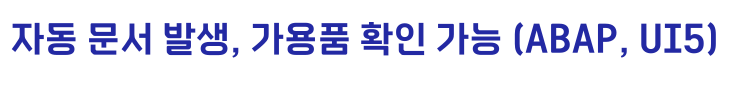 자동 문서 발생, 가용품 확인 가능 (ABAP, UI5)